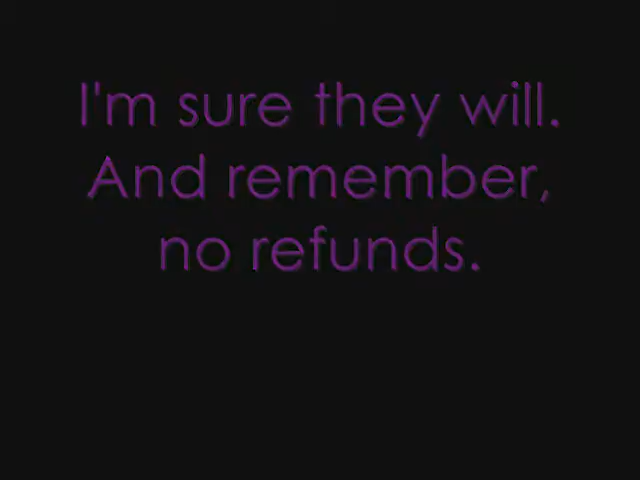 I'm sure they will.
And remember,
no refunds.